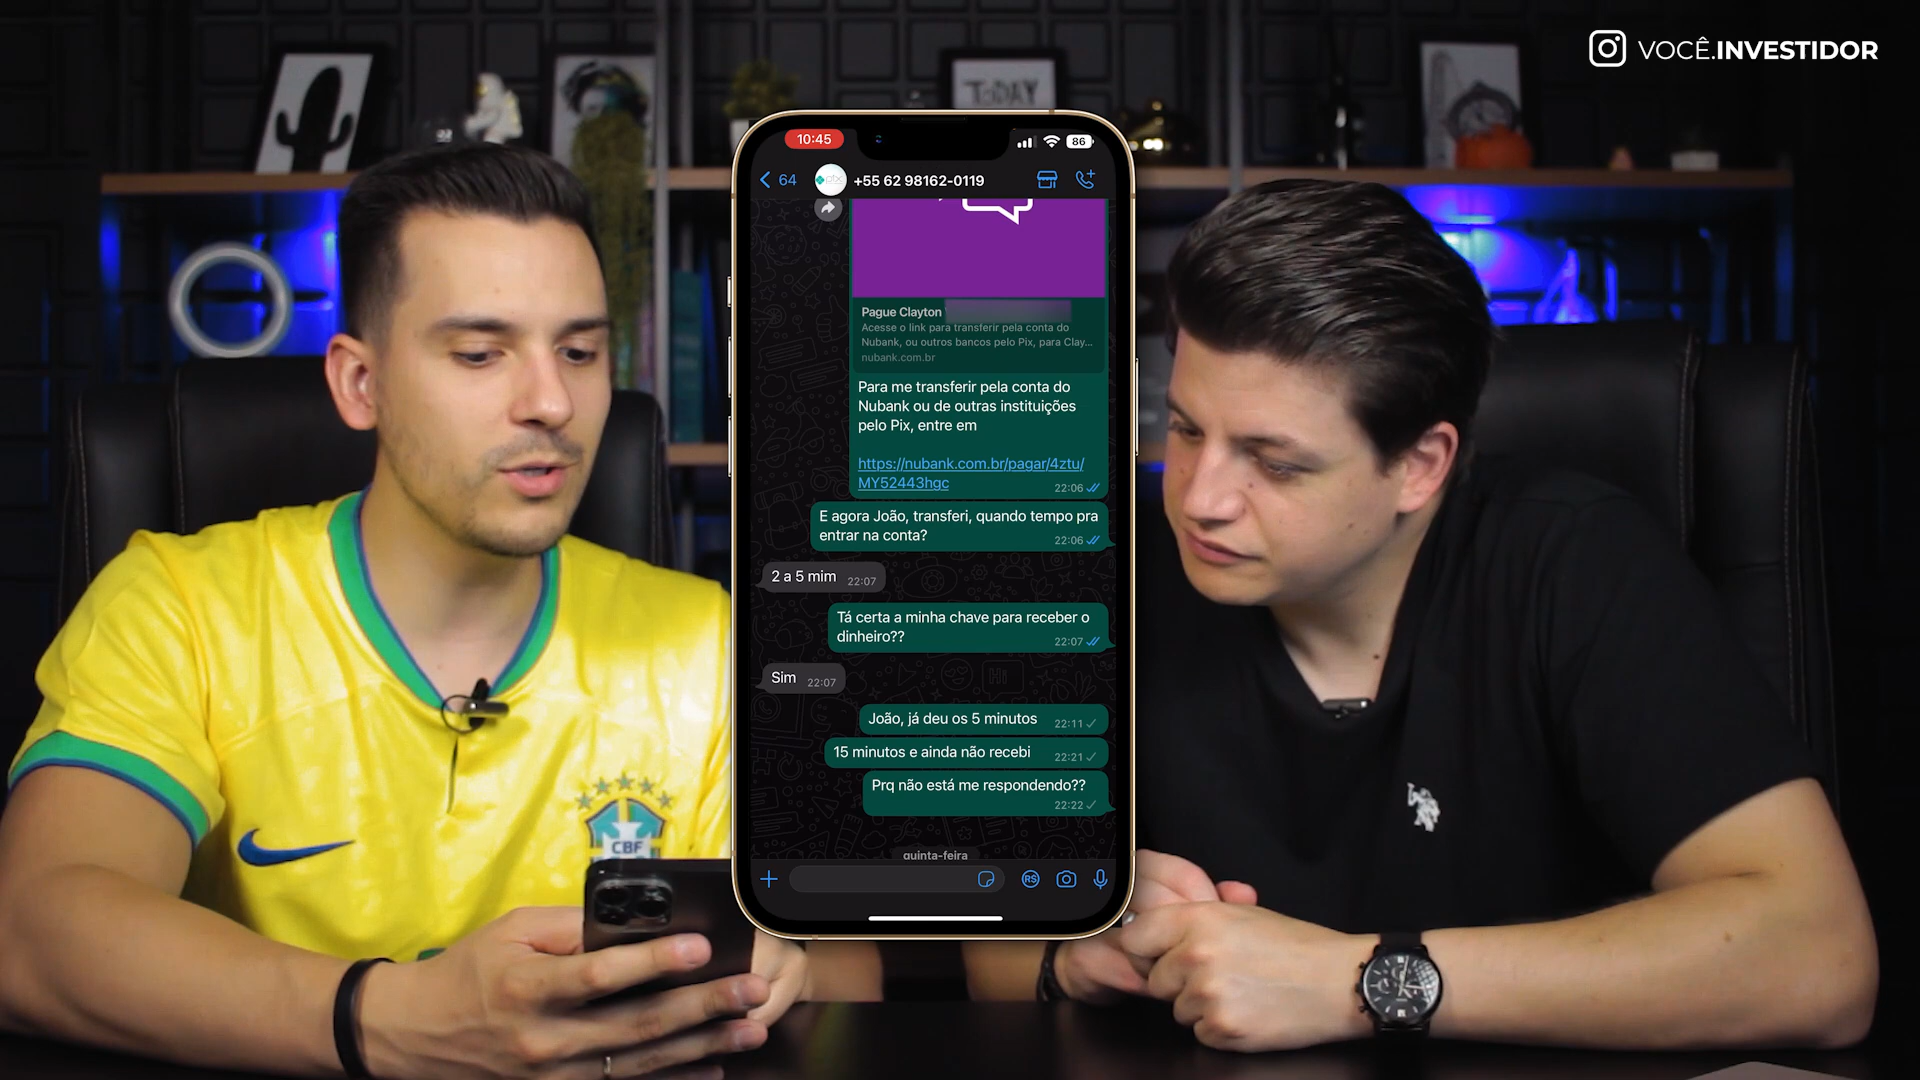 VOCÊ.INVESTIDOR
TODAY
10:45
86
64
+55 62 98162-0119
Pague Clayton
Acesse o link para transferir pela conta do
Nubank, ou outros bancos pelo Pix, para Clay...
nubank.com.br
Para me transferir pela conta do
Nubank ou de outras instituições
pelo Pix, entre em
https://nubank.com.br/pagar/4ztu/
MY52443hgc
22:06
E agora João, transferi, quando tempo pra
entrar na conta?
22:06
2 a 5 mim 22:07
Tá certa a minha chave para receber o
dinheiro??
22:07
Sim 22:07
João, já deu os 5 minutos 22:11
15 minutos e ainda não recebi 22:21
Prq não está me respondendo??
22:22
quinta-feira
R$
CBF